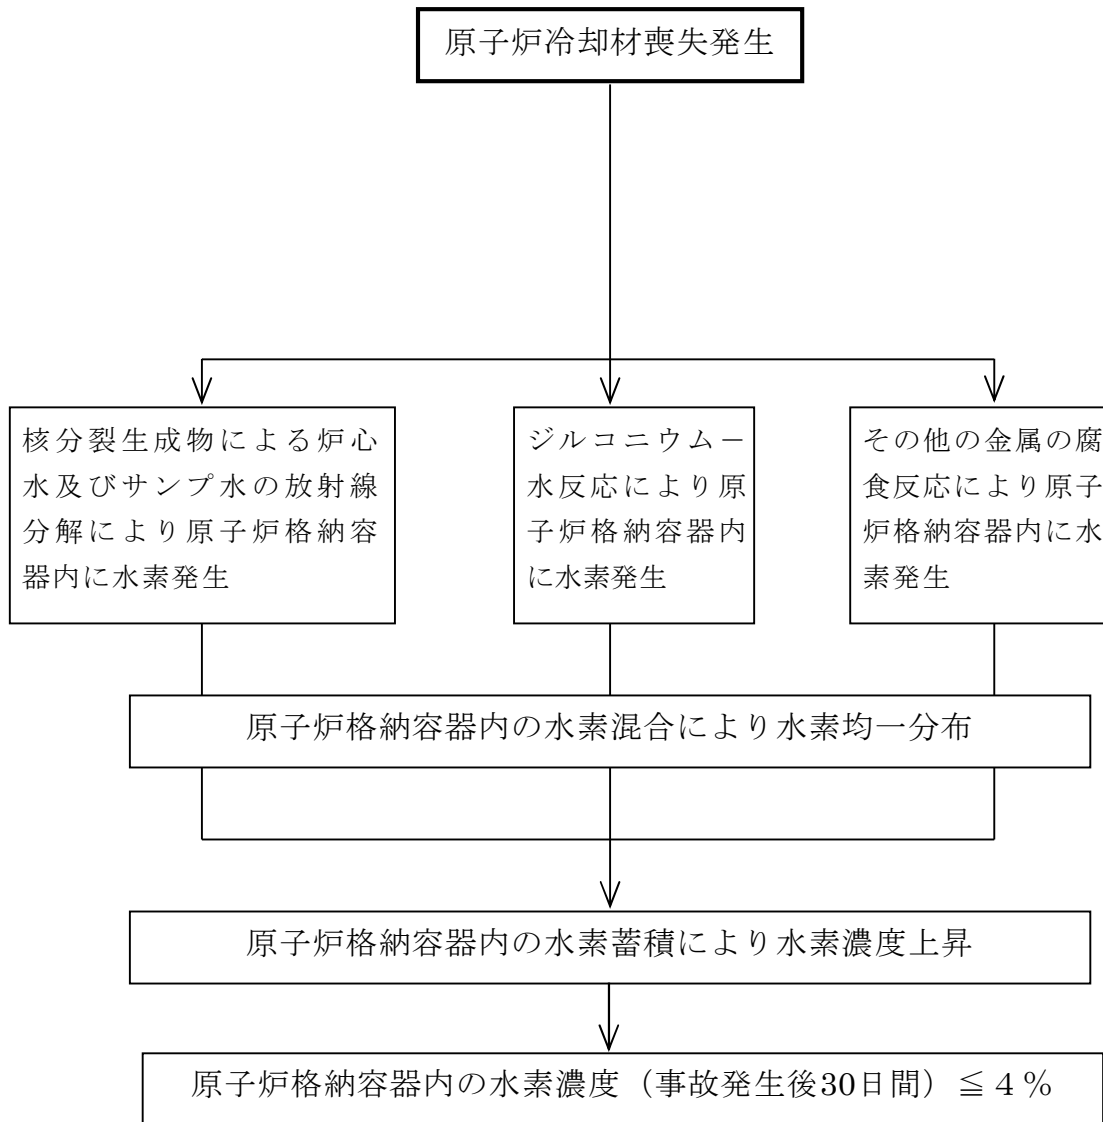 原子炉冷却材喪失発生
核分裂生成物による炉心
水及びサンプ水の放射線
分解により原子炉格納容
器内に水素発生
ジルコニウム－
水反応により原
子炉格納容器内
に水素発生
その他の金属の腐
食反応により原子
炉格納容器内に水
素発生
原子炉格納容器内の水素混合により水素均一分布
原子炉格納容器内の水素蓄積により水素濃度上昇
原子炉格納容器内の水素濃度（事故発生後30日間）≦４％